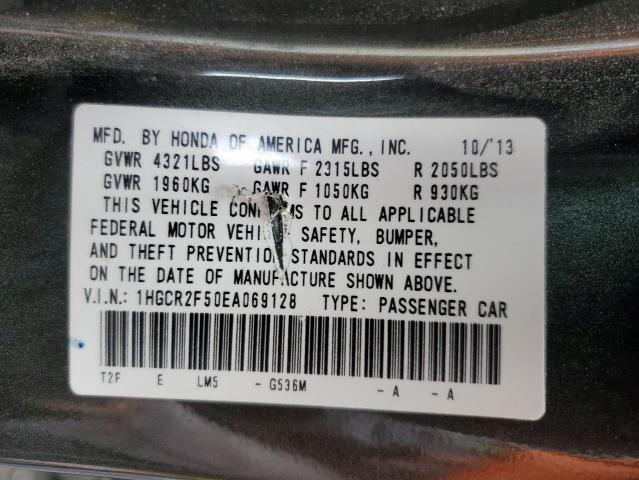 MFD. BY HONDA OF AMERICA MFG., INC. 10/'13
GVWR 4321LBS GAWR F 2315LBS R 2050LBS
GVWR 1960KG GAWR F 1050KG R 930KG
THIS VEHICLE TO ALL APPLICABLE
FEDERAL MOTOR SAFETY, BUMPER,
AND THEFT PREVENTION STANDARDS IN EFFECT
ON THE DATE OF MANUFACTURE SHOWN ABOVE.
V.I.N.: 1HGCR2F50EA069128 TYPE: PASSENGER CAR
T2F E LM5 - G536M - A - A